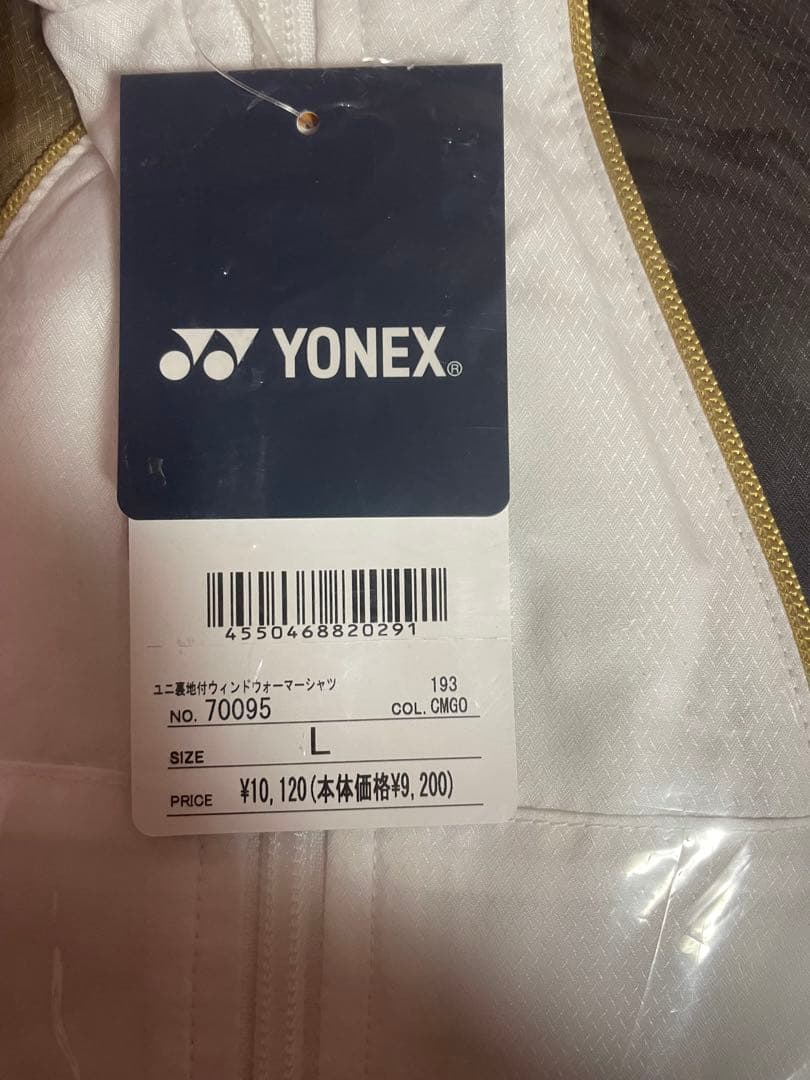 YONEX®
4550468820291
ユニ裏地付ウィンドウォーマーシャツ 193
NO. 70095 COL. CMGO
SIZE L
PRICE ¥10,120(本体価格¥9,200)